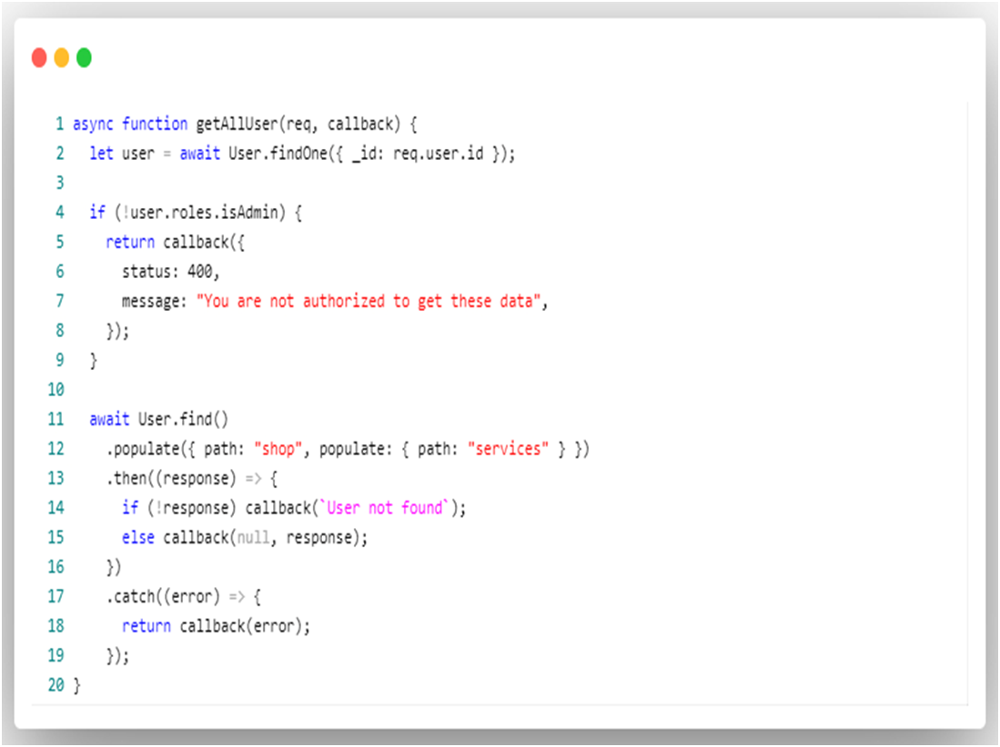 1 async function getAllUser(req, callback) {
2   let user = await User.findOne({ _id: req.user.id });
3
4   if (!user.roles.isAdmin) {
5     return callback({
6       status: 400,
7       message: "You are not authorized to get these data",
8     });
9   }
10
11   await User.find()
12     .populate({ path: "shop", populate: { path: "services" } })
13     .then((response) => {
14       if (!response) callback(`User not found`);
15       else callback(null, response);
16     })
17     .catch((error) => {
18       return callback(error);
19     });
20 }